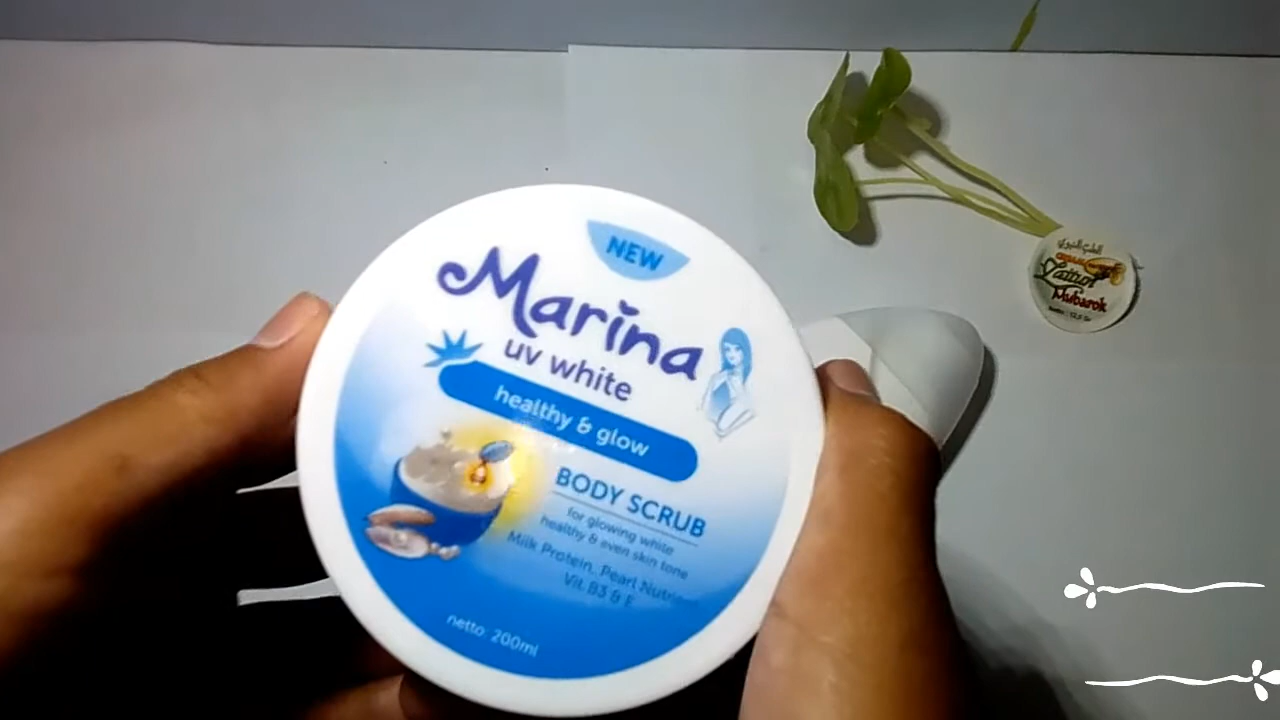 NEW
Marina
uv white
healthy & glow
BODY SCRUB
for glowing white
healthy & even skin tone
Milk Protein, Pearl
Vit. B3 & E
netto: 200ml
Zaitun
Mubarok